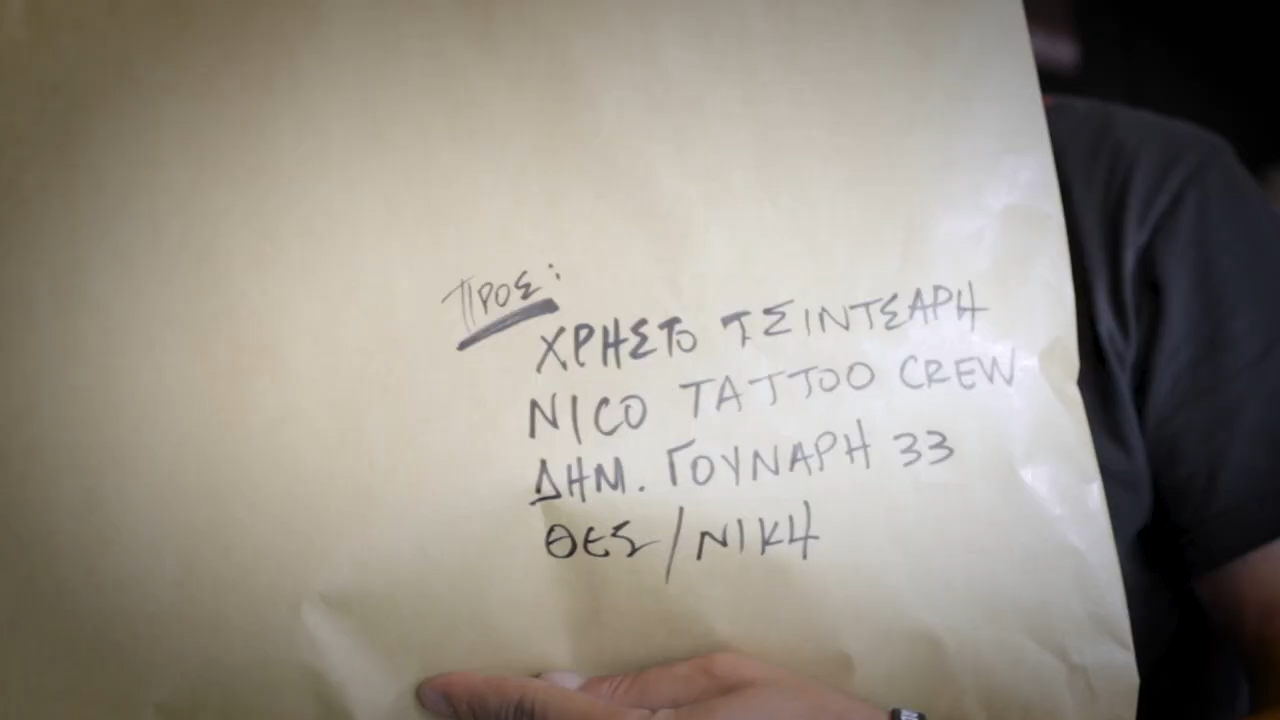 ΠΡΟΣ:
ΧΡΗΣΤΟ ΤΣΙΝΤΣΑΡΗ
NICO TATTOO CREW
ΔΗΜ. ΓΟΥΝΑΡΗ 33
ΘΕΣ/ΝΙΚΗ